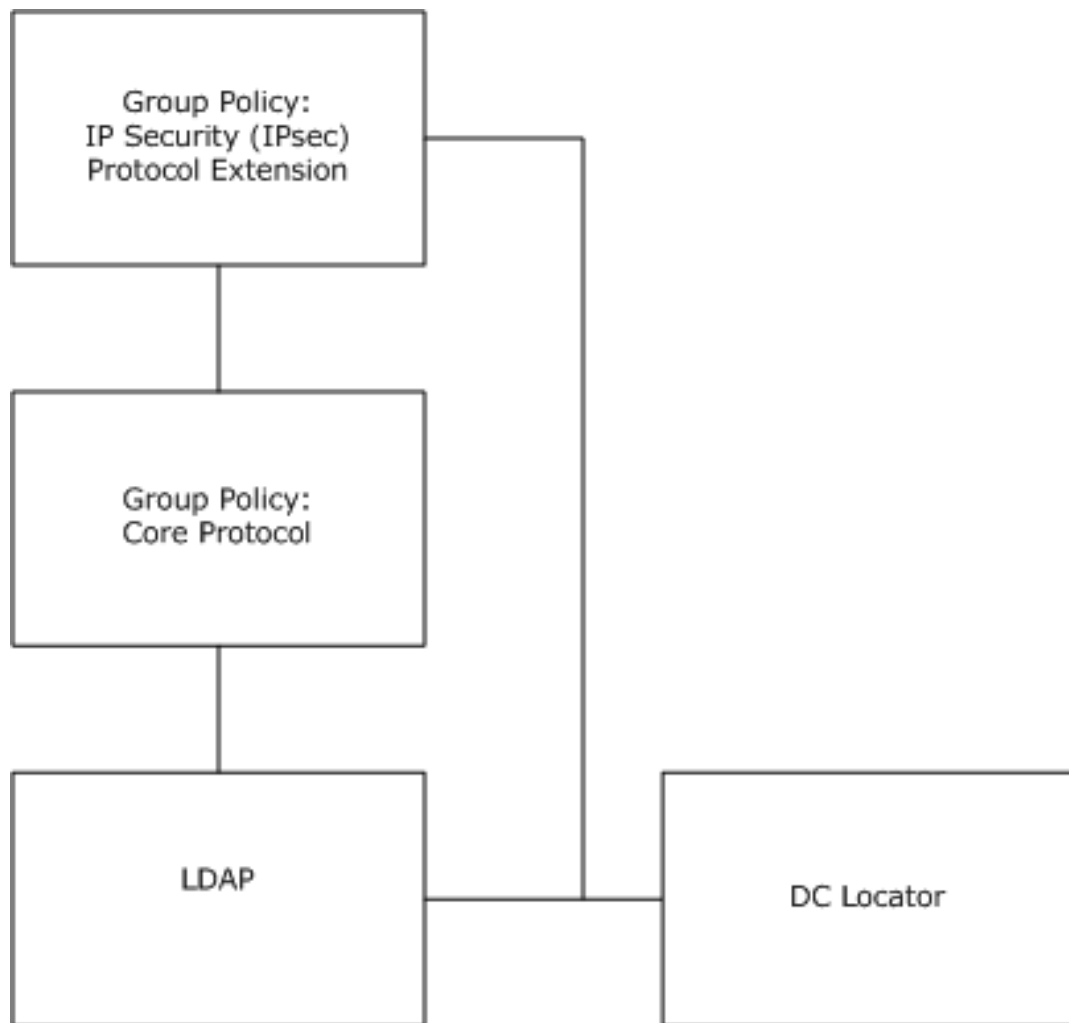 Group Policy:
IP Security (IPsec)
Protocol Extension
Group Policy:
Core Protocol
LDAP
DC Locator